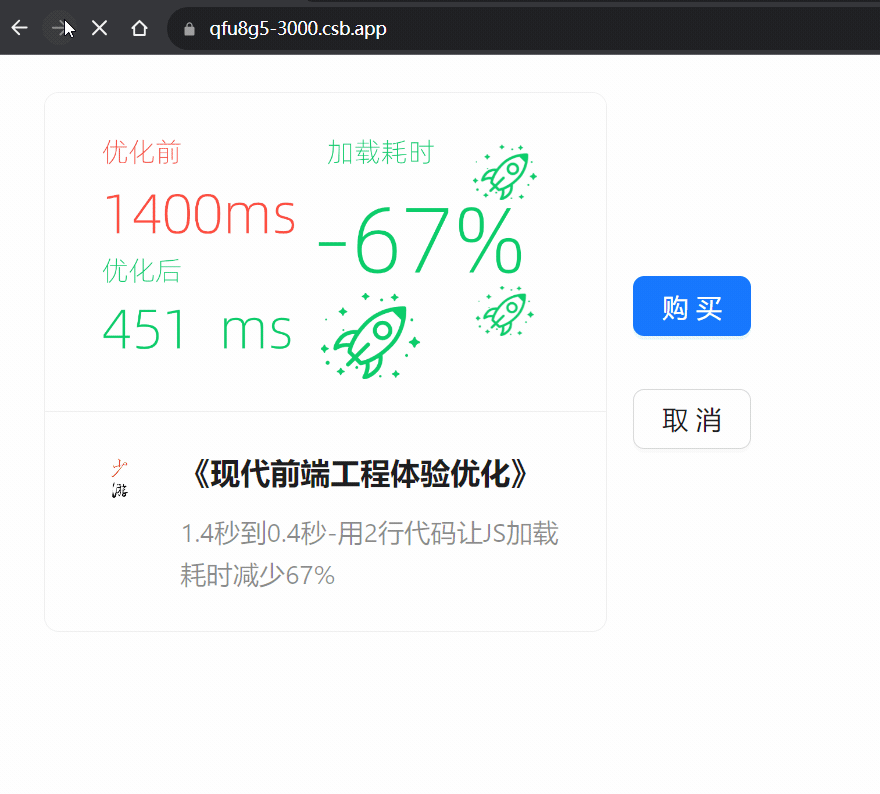 qfu8g5-3000.csb.app
优化前
1400ms
优化后
451 ms
加载耗时
-67%
少
游
《现代前端工程体验优化》
1.4秒到0.4秒-用2行代码让JS加载
耗时减少67%
购 买
取 消